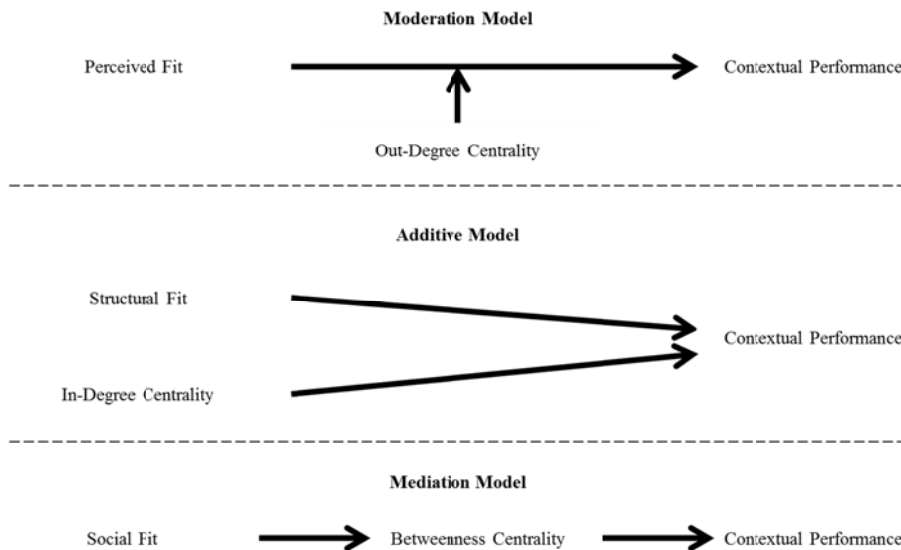 Moderation Model
Perceived Fit
Contextual Performance
Out-Degree Centrality
Additive Model
Structural Fit
Contextual Performance
In-Degree Centrality
Mediation Model
Social Fit
Betweenness Centrality
Contextual Performance